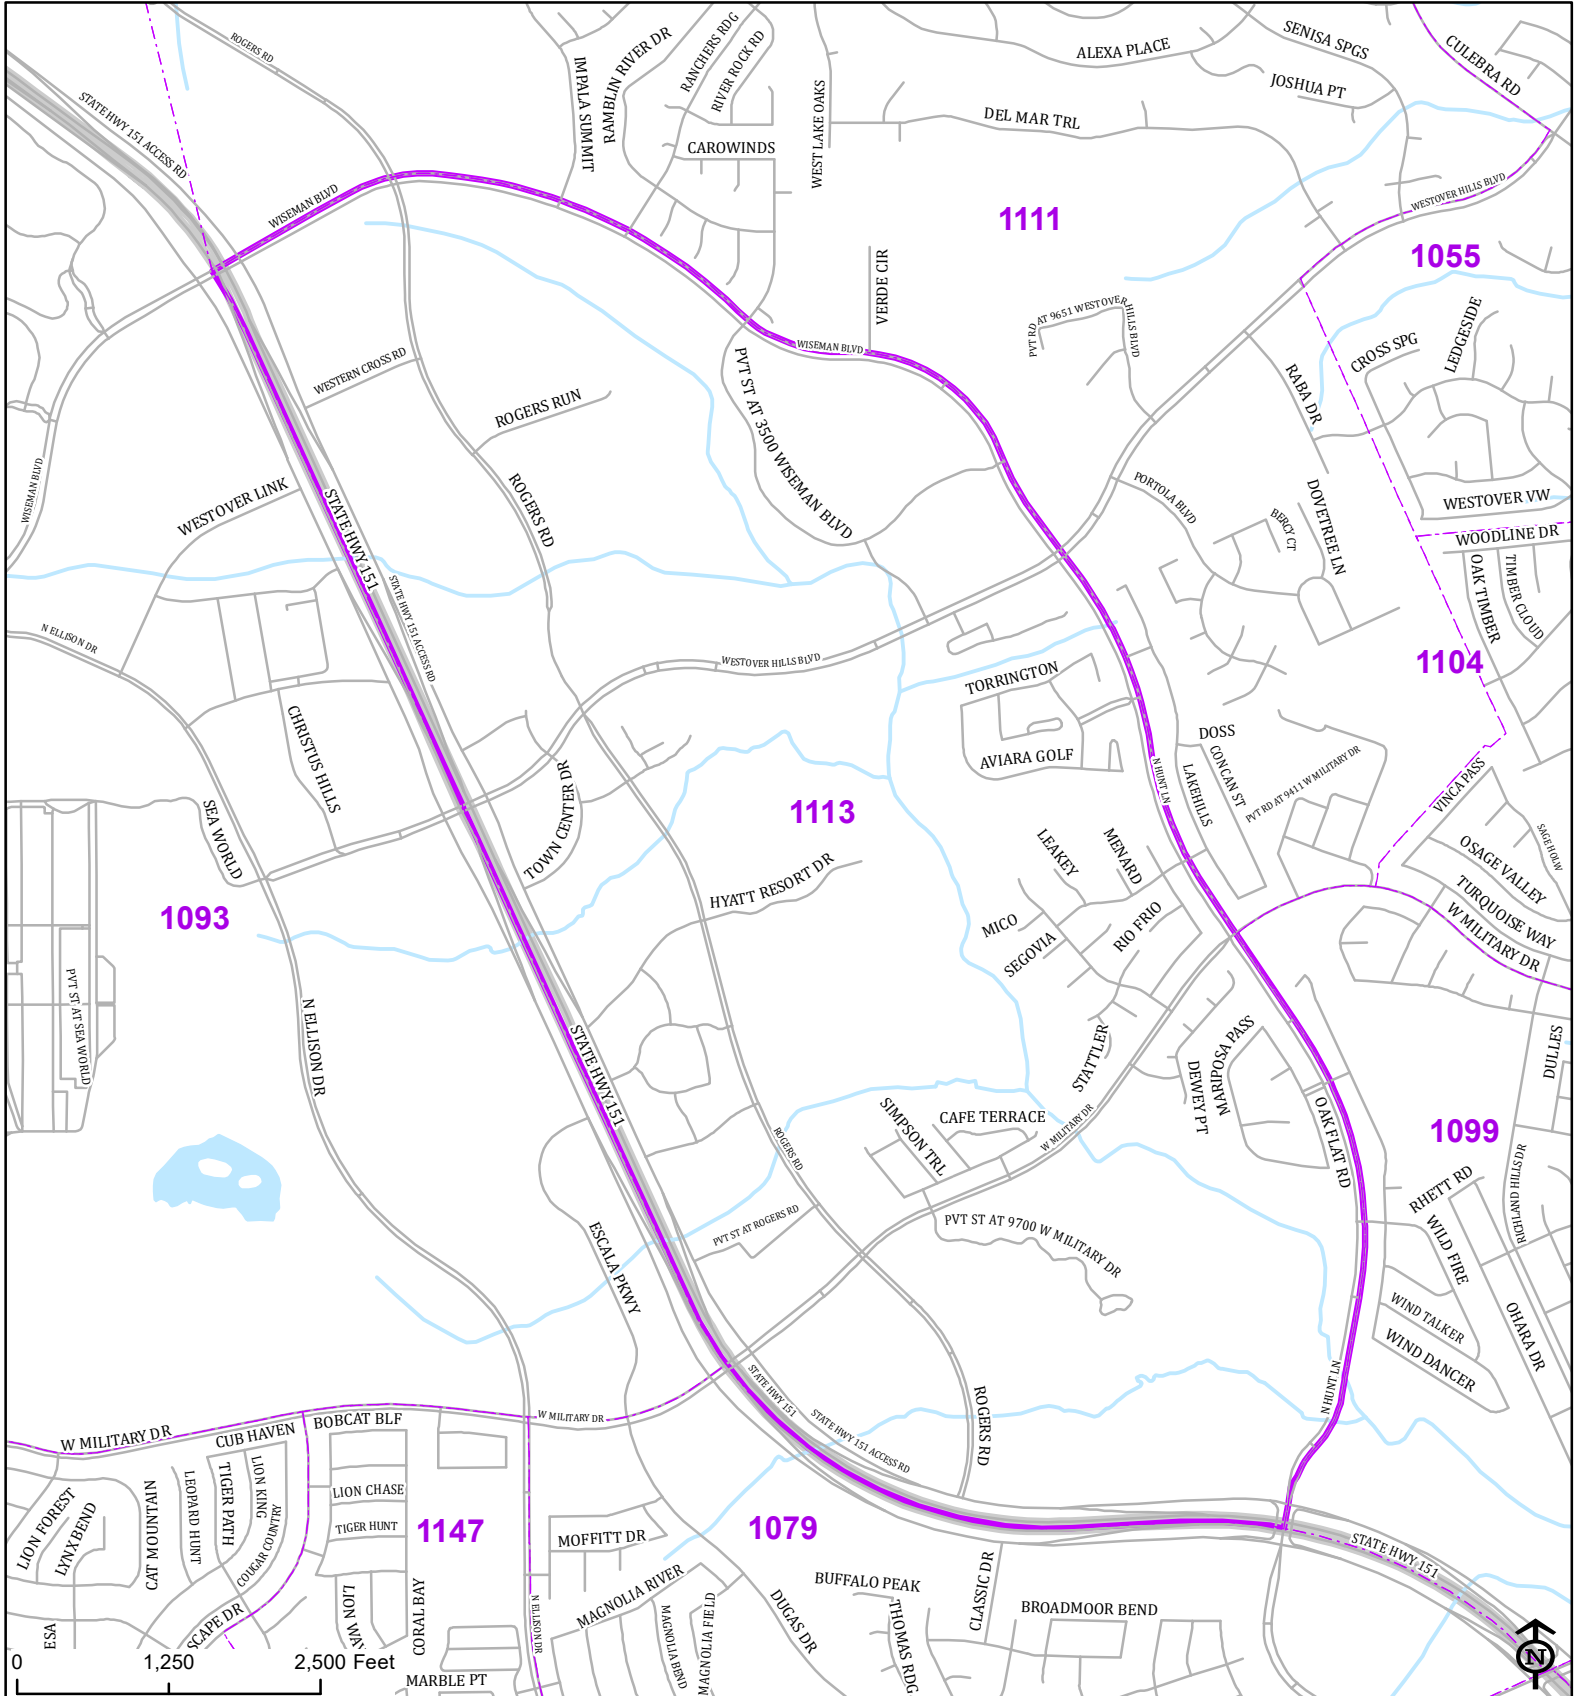 ROGERS RD
IMPALA SUMMIT
RAMBLIN RIVER DR
RANCHERS RDG
RIVER ROCK RD
WEST LAKE OAKS
ALEXA PLACE
SENISA SPGS
CULEBRA RD
JOSHUA PT
STATE HWY 151 ACCESS RD
DEL MAR TRL
CAROWINDS
WISEMAN BLVD
1111
WESTOVER HILLS BLVD
1055
VERDE CIR
PVT RD AT 9651 WESTOVER HILLS BLVD
WISEMAN BLVD
WESTERN CROSS RD
CROSS SPG
LEDGESIDE
RABA DR
ROGERS RUN
PVT ST AT 3500 WISEMAN BLVD
WISEMAN BLVD
WESTOVER LINK
STATE HWY 151
ROGERS RD
PORTOLA BLVD
BERCY CT
DOVETREE LN
WESTOVER VW
WOODLINE DR
OAK TIMBER
TIMBER CLOUD
STATE HWY 151 ACCESS RD
N ELLISON DR
WESTOVER HILLS BLVD
TORRINGTON
1104
CHRISTUS HILLS
AVIARA GOLF
DOSS
CONCAN ST
N HUNT LN
LAKEHILLS
PVT RD AT 9411 W MILITARY DR
VINCA PASS
SEA WORLD
TOWN CENTER DR
1113
LEAKEY
MENARD
SAGE HOLW
OSAGE VALLEY
HYATT RESORT DR
TURQUOISE WAY
W MILITARY DR
1093
MICO
SEGOVIA
RIO FRIO
PVT ST AT SEA WORLD
N ELLISON DR
STATE HWY 151
STATTLER
DEWEY PT
MARIPOSA PASS
DULLES
SIMPSON TRL
CAFE TERRACE
W MILITARY DR
OAK FLAT RD
1099
ROGERS RD
RICHLAND HILLS DR
RHETT RD
WILD FIRE
PVT ST AT ROGERS RD
PVT ST AT 9700 W MILITARY DR
ESCALA PKWY
WIND TALKER
WIND DANCER
OHARA DR
STATE HWY 151
N HUNT LN
ROGERS RD
W MILITARY DR
W MILITARY DR
BOBCAT BLF
CUB HAVEN
STATE HWY 151 ACCESS RD
LION FOREST
LYNX BEND
CAT MOUNTAIN
LEOPARD HUNT
TIGER PATH
LION KING
COUGAR COUNTRY
LION CHASE
TIGER HUNT
1147
MOFFITT DR
1079
STATE HWY 151
ESA
SCAPE DR
LION WAY
CORAL BAY
N ELLISON DR
MAGNOLIA RIVER
MAGNOLIA BEND
MAGNOLIA FIELD
DUGAS DR
BUFFALO PEAK
THOMAS RDG
CLASSIC DR
BROADMOOR BEND
MARBLE PT
0 1,250 2,500 Feet
N